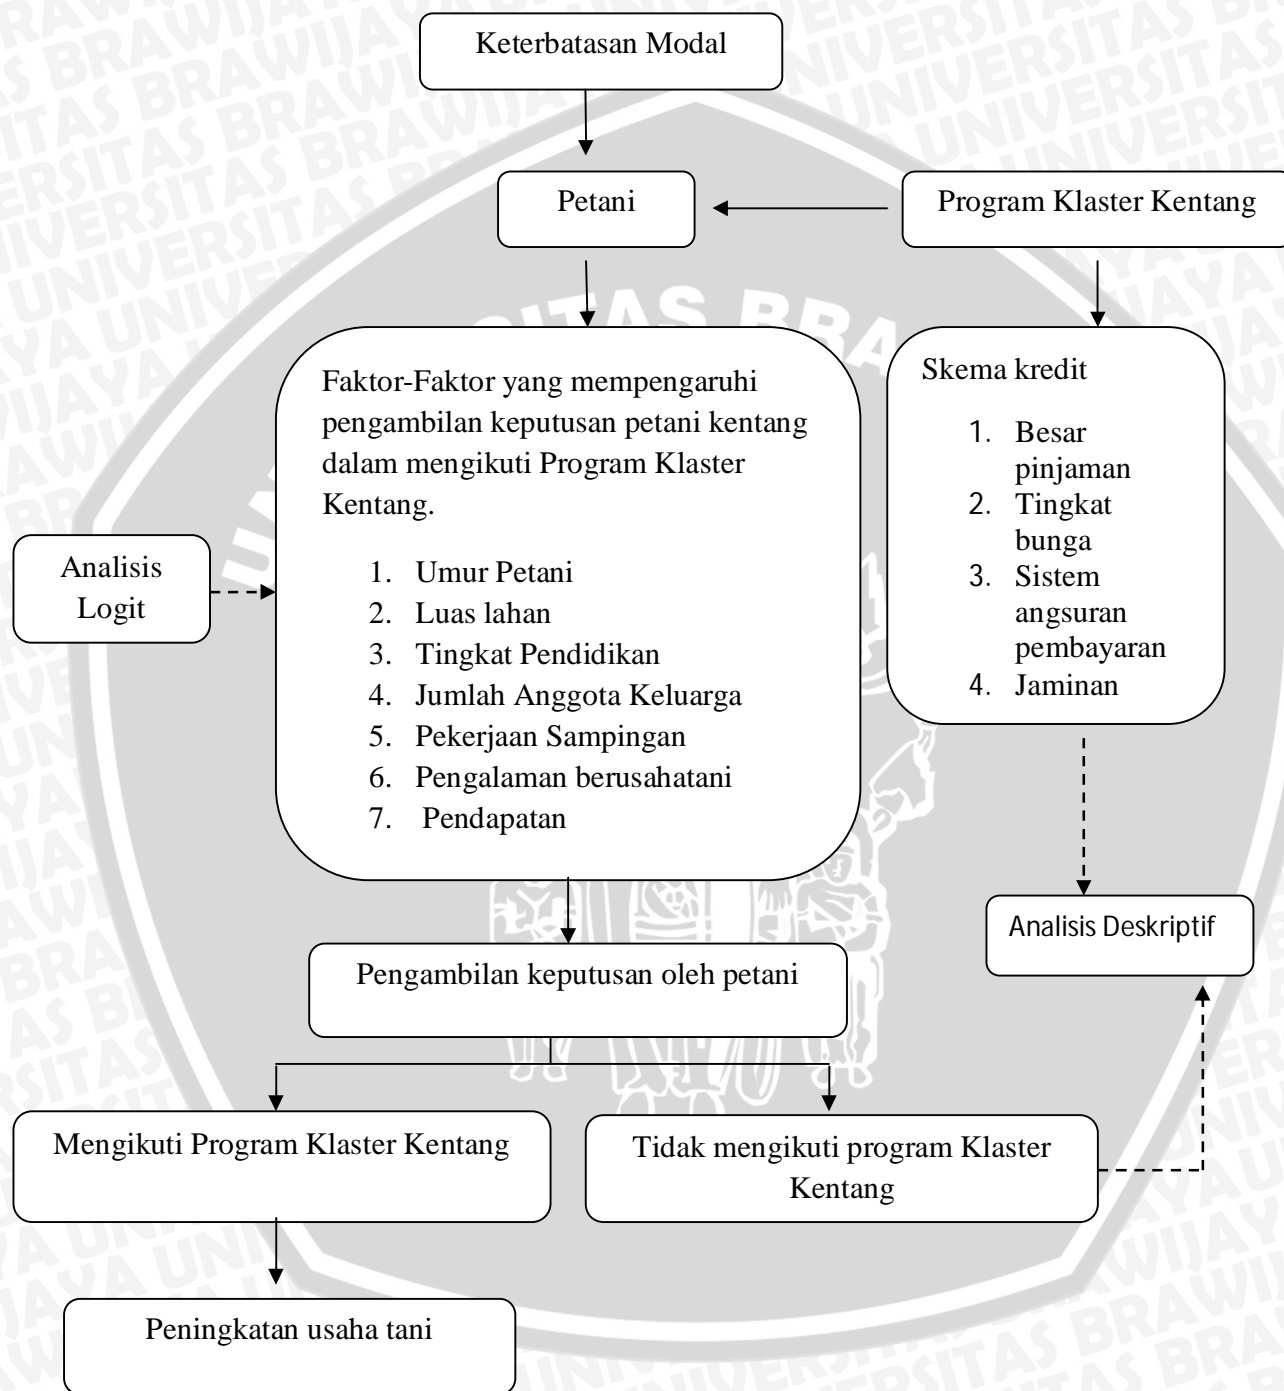 Keterbatasan Modal
Petani
Program Klaster Kentang
Faktor-Faktor yang mempengaruhi
pengambilan keputusan petani kentang
dalam mengikuti Program Klaster
Kentang.
1. Umur Petani
2. Luas lahan
3. Tingkat Pendidikan
4. Jumlah Anggota Keluarga
5. Pekerjaan Sampingan
6. Pengalaman berusahatani
7. Pendapatan
Skema kredit
1. Besar
pinjaman
2. Tingkat
bunga
3. Sistem
angsuran
pembayaran
4. Jaminan
Analisis
Logit
Analisis Deskriptif
Pengambilan keputusan oleh petani
Mengikuti Program Klaster Kentang
Tidak mengikuti program Klaster
Kentang
Peningkatan usaha tani